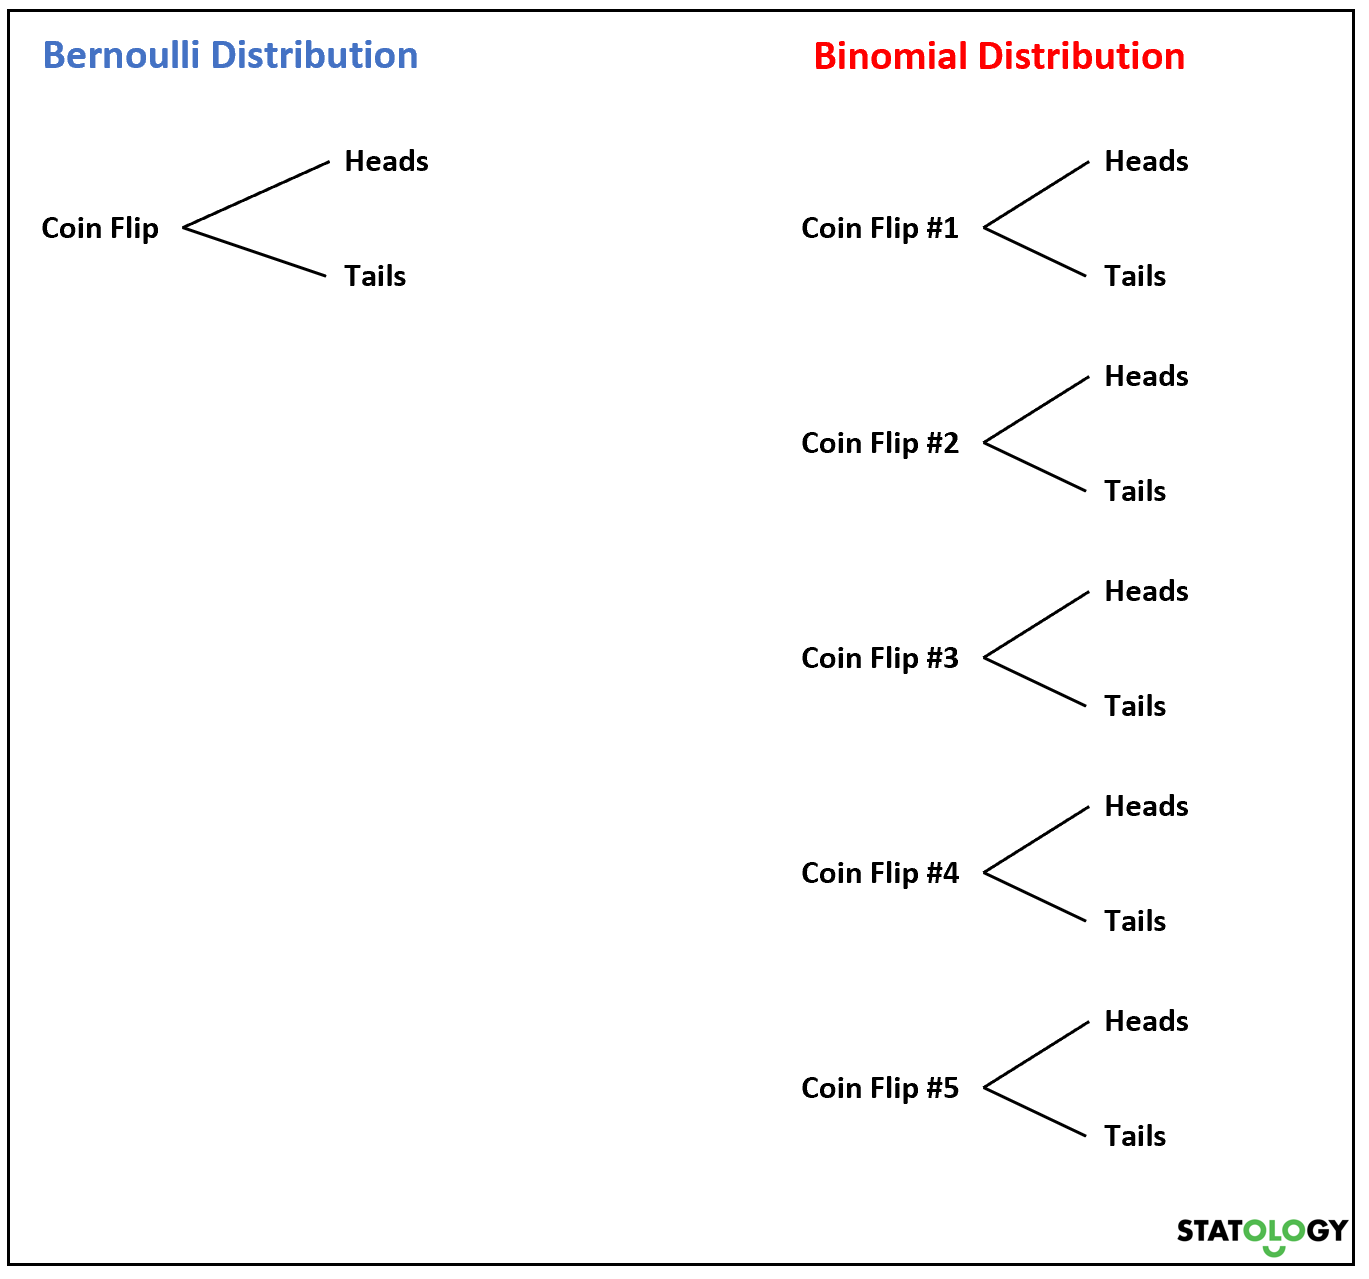 Bernoulli Distribution
Binomial Distribution
Coin Flip
Heads
Tails
Coin Flip #1
Heads
Tails
Coin Flip #2
Heads
Tails
Coin Flip #3
Heads
Tails
Coin Flip #4
Heads
Tails
Coin Flip #5
Heads
Tails
STATOLOGY